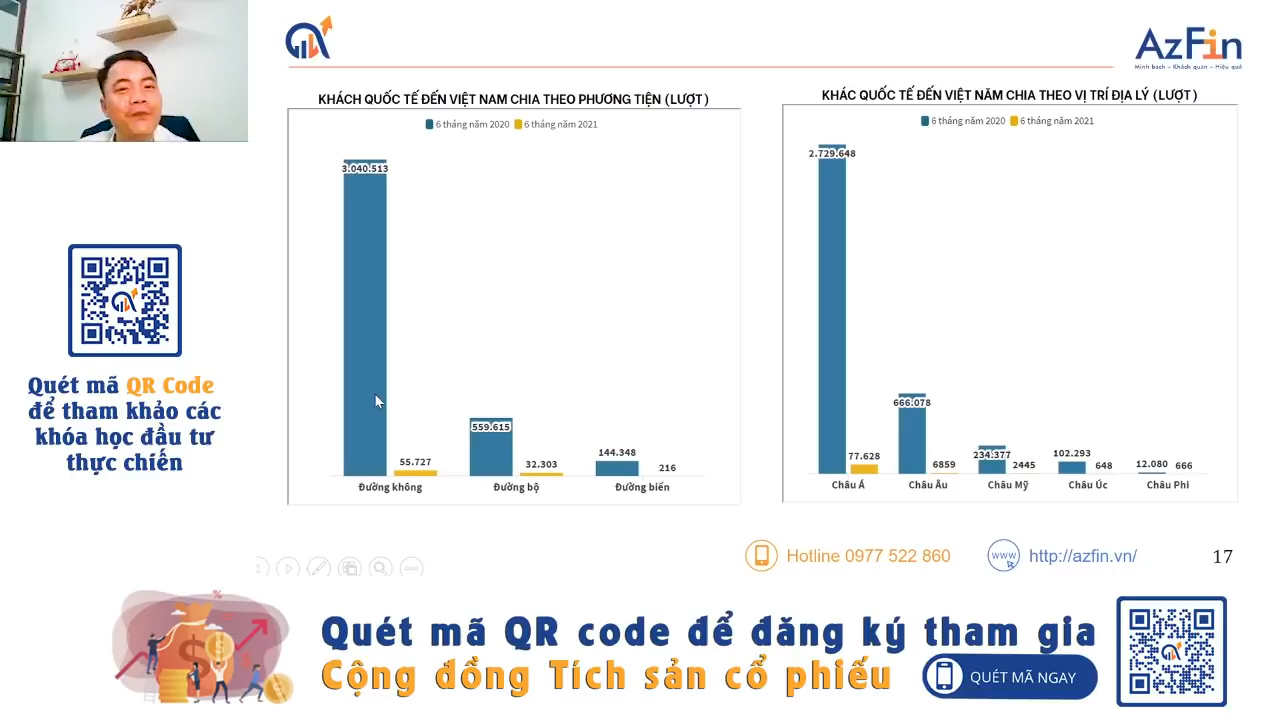 AzFin
Minh bạch – Khách quan – Hiệu quả
KHÁCH QUỐC TẾ ĐẾN VIỆT NAM CHIA THEO PHƯƠNG TIỆN (LƯỢT)
6 tháng năm 2020 6 tháng năm 2021
3.040.513
559.615
144.348
55.727
32.303
216
Đường không Đường bộ Đường biển
KHÁC QUỐC TẾ ĐẾN VIỆT NĂM CHIA THEO VỊ TRÍ ĐỊA LÝ (LƯỢT)
6 tháng năm 2020 6 tháng năm 2021
2.729.648
666.078
234.377
102.293
77.628
6859
2445
648
12.080
666
Châu Á Châu Âu Châu Mỹ Châu Úc Châu Phi
Quét mã QR Code
để tham khảo các
khóa học đầu tư
thực chiến
Hotline 0977 522 860
www
http://azfin.vn/
17
Quét mã QR code để đăng ký tham gia
Cộng đồng Tích sản cổ phiếu
QUÉT MÃ NGAY